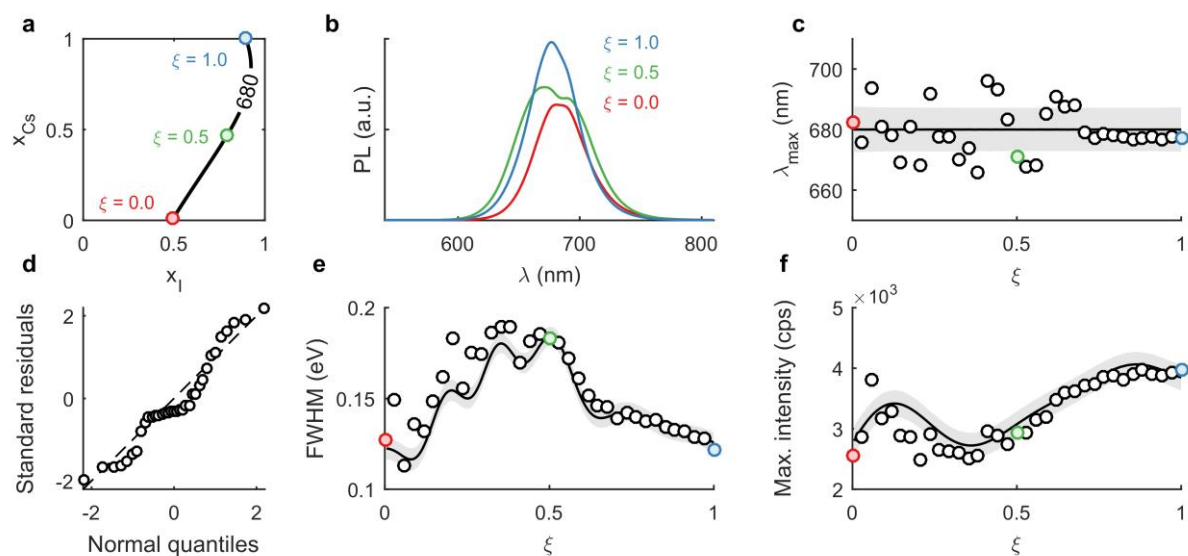 a
1
x_Cs
0.5
0
ξ = 1.0
680
ξ = 0.5
ξ = 0.0
0 0.5 1
x_I
b
PL (a.u.)
ξ = 1.0
ξ = 0.5
ξ = 0.0
600 700 800
λ (nm)
c
λ_max (nm)
700
680
660
0 0.5 1
ξ
d
Standard residuals
2
0
-2
-2 0 2
Normal quantiles
e
FWHM (eV)
0.2
0.15
0.1
0 0.5 1
ξ
f
Max. intensity (cps)
× 10³
5
4
3
2
0 0.5 1
ξ